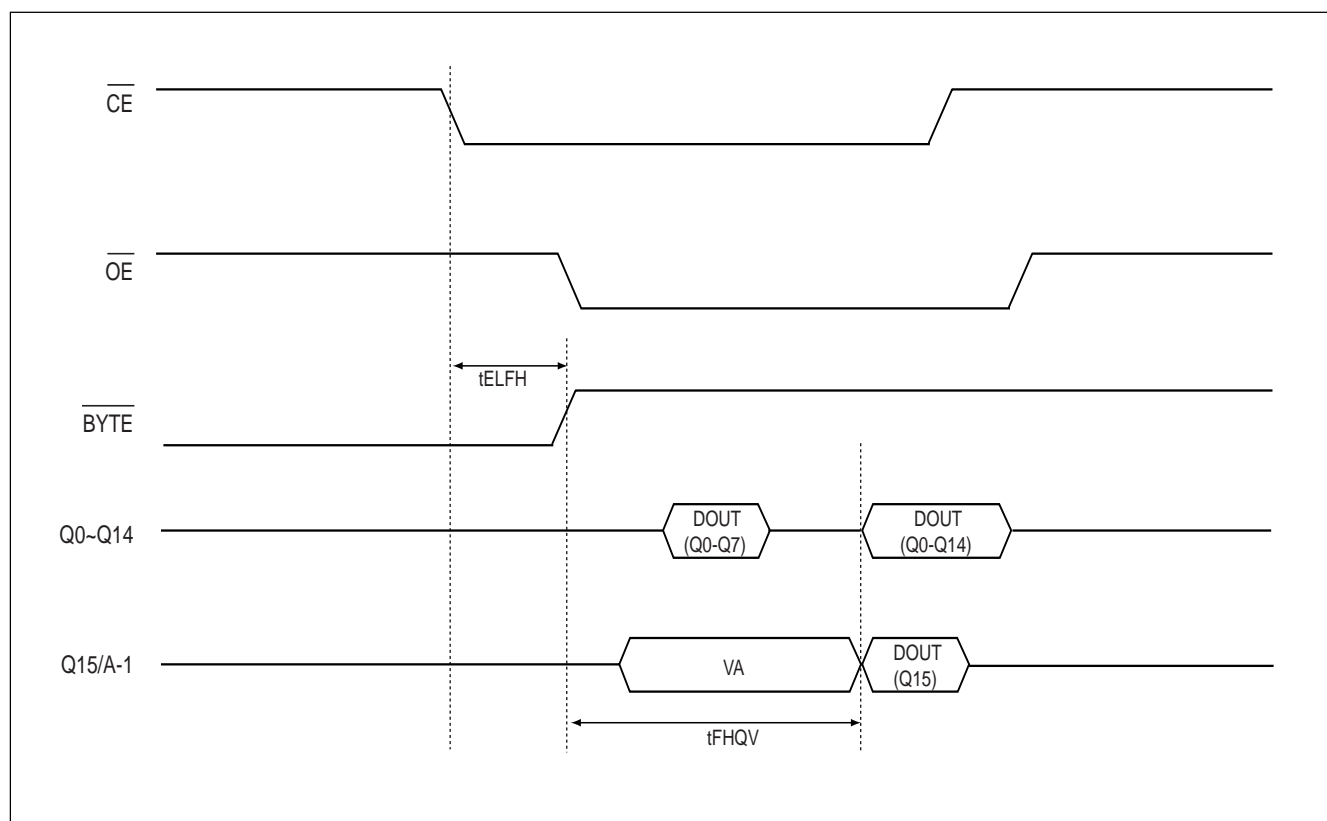 CE
OE
tELFH
BYTE
Q0~Q14
DOUT
(Q0-Q7)
DOUT
(Q0-Q14)
Q15/A-1
VA
DOUT
(Q15)
tFHQV